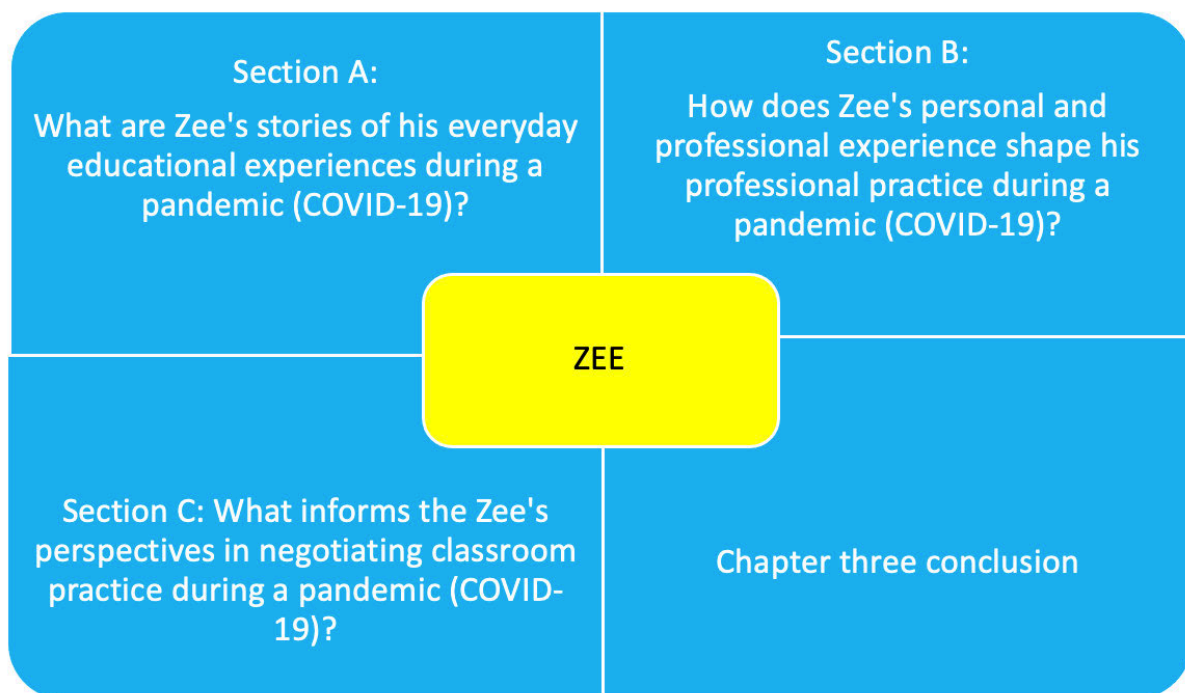 Section A:
What are Zee's stories of his everyday
educational experiences during a
pandemic (COVID-19)?
Section B:
How does Zee's personal and
professional experience shape his
professional practice during a
pandemic (COVID-19)?
ZEE
Section C: What informs the Zee's
perspectives in negotiating classroom
practice during a pandemic (COVID-
19)?
Chapter three conclusion